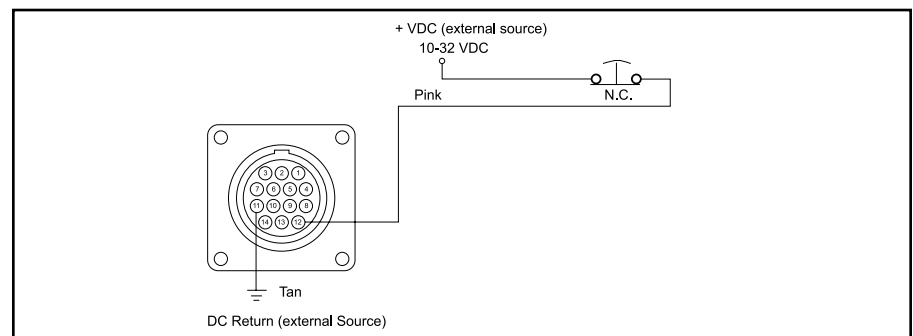 + VDC (external source)
10-32 VDC
Pink
N.C.
3 2 1
7 6 5 4
11 10 9 8
14 13 12
Tan
DC Return (external Source)